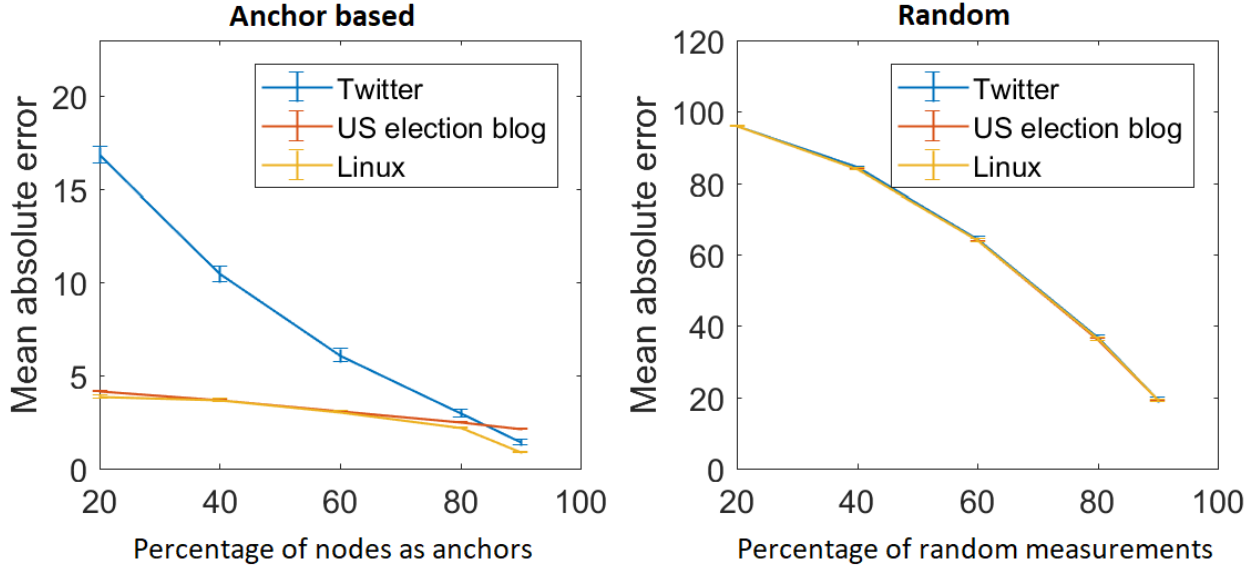 Anchor based
Mean absolute error
20
15
10
5
0
Twitter
US election blog
Linux
20 40 60 80 100
Percentage of nodes as anchors
Random
Mean absolute error
120
100
80
60
40
20
0
Twitter
US election blog
Linux
20 40 60 80 100
Percentage of random measurements